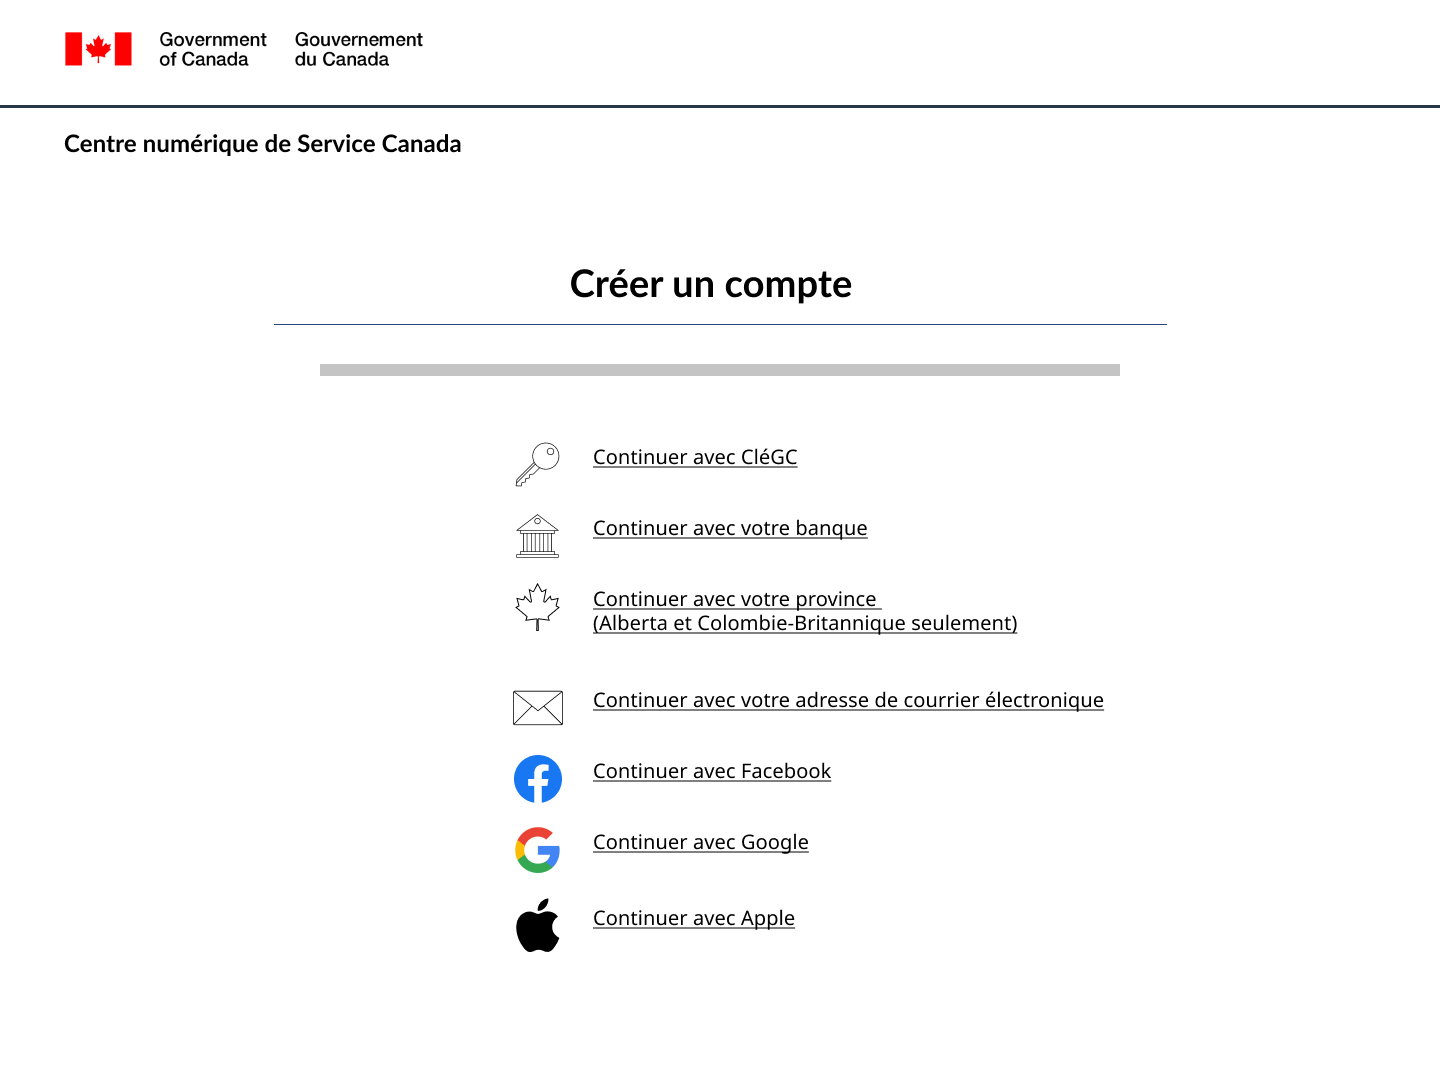 Government
of Canada
Gouvernement
du Canada
Centre numérique de Service Canada
Créer un compte
Continuer avec CléGC
Continuer avec votre banque
Continuer avec votre province
(Alberta et Colombie-Britannique seulement)
Continuer avec votre adresse de courrier électronique
Continuer avec Facebook
Continuer avec Google
Continuer avec Apple